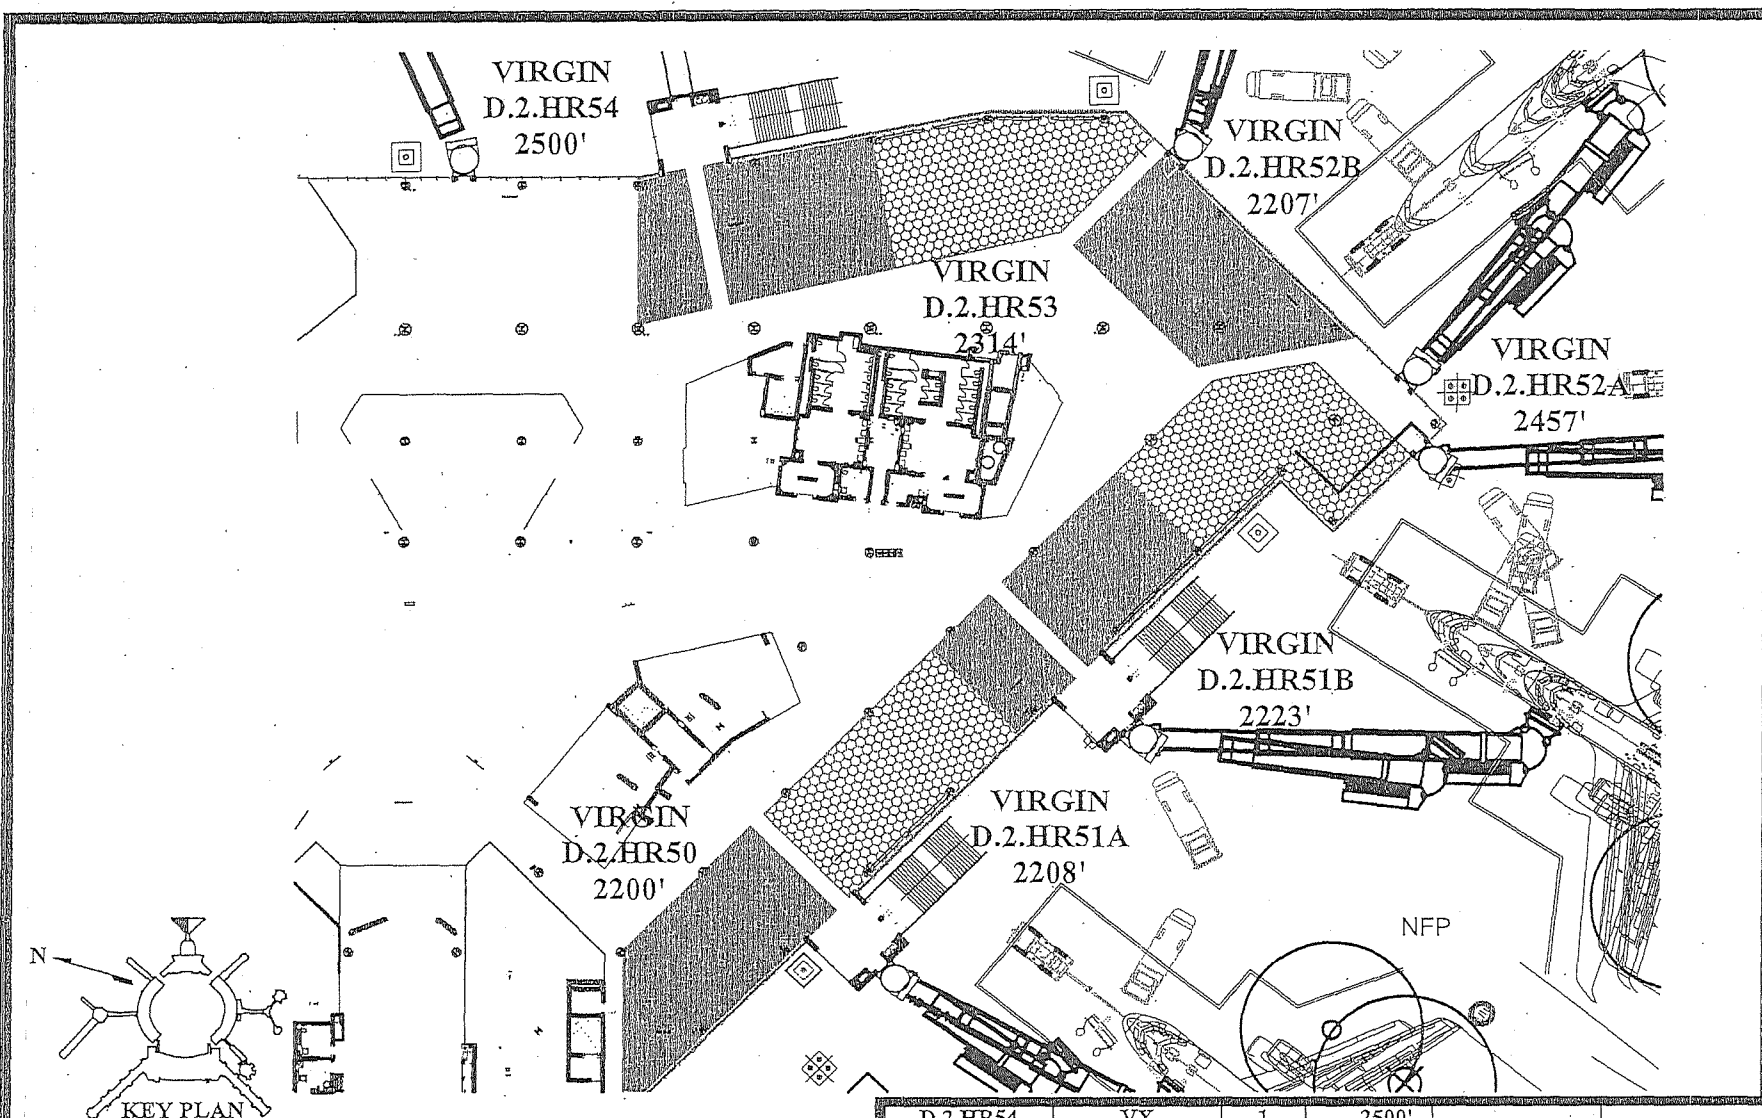 VIRGIN
D.2.HR54
2500'
VIRGIN
D.2.HR52B
2207'
VIRGIN
D.2.HR53
2314'
VIRGIN
D.2.HR52A
2457'
VIRGIN
D.2.HR51B
2223'
VIRGIN
D.2.HR51A
2208'
VIRGIN
D.2.HR50
2200'
NFP
N
KEY PLAN
D.2.HR54 VX 1 2500'